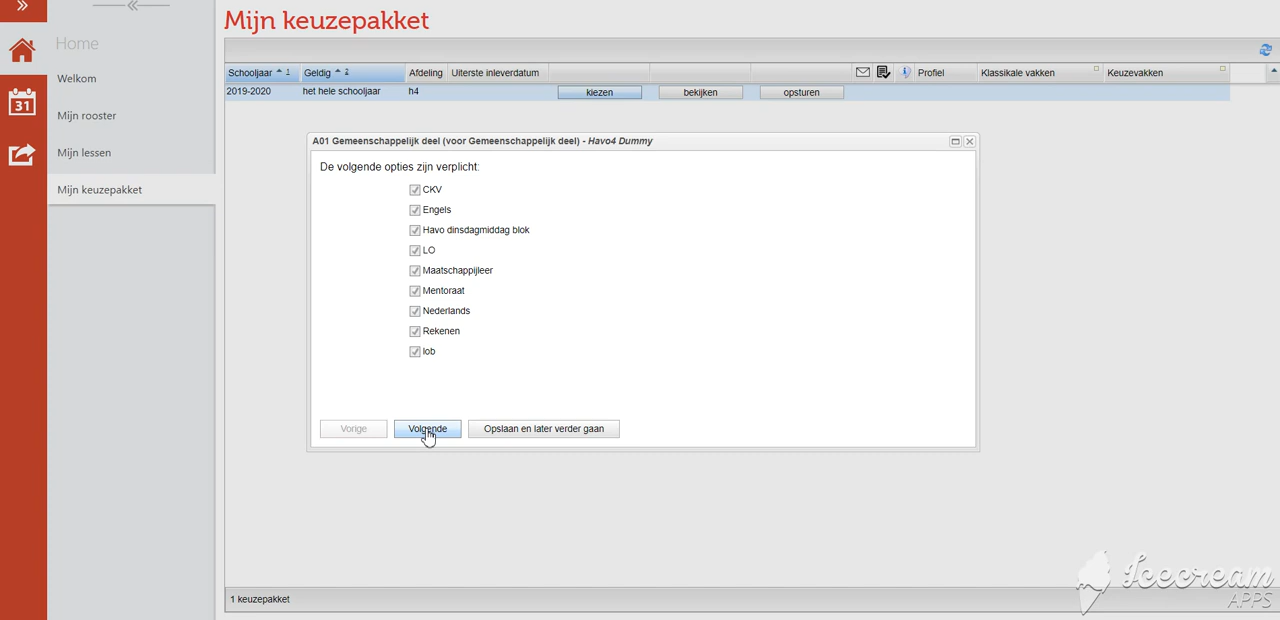 Mijn keuzepakket
Home
Welkom
Mijn rooster
Mijn lessen
Mijn keuzepakket
31
Schooljaar 1 Geldig 2 Afdeling Uiterste inleverdatum Profiel Klassikale vakken Keuzevakken
2019-2020 het hele schooljaar h4 kiezen bekijken opsturen
A01 Gemeenschappelijk deel (voor Gemeenschappelijk deel) - Havo4 Dummy
De volgende opties zijn verplicht:
CKV
Engels
Havo dinsdagmiddag blok
LO
Maatschappijleer
Mentoraat
Nederlands
Rekenen
lob
Vorige Volgende Opslaan en later verder gaan
1 keuzepakket
Icecream
APPS